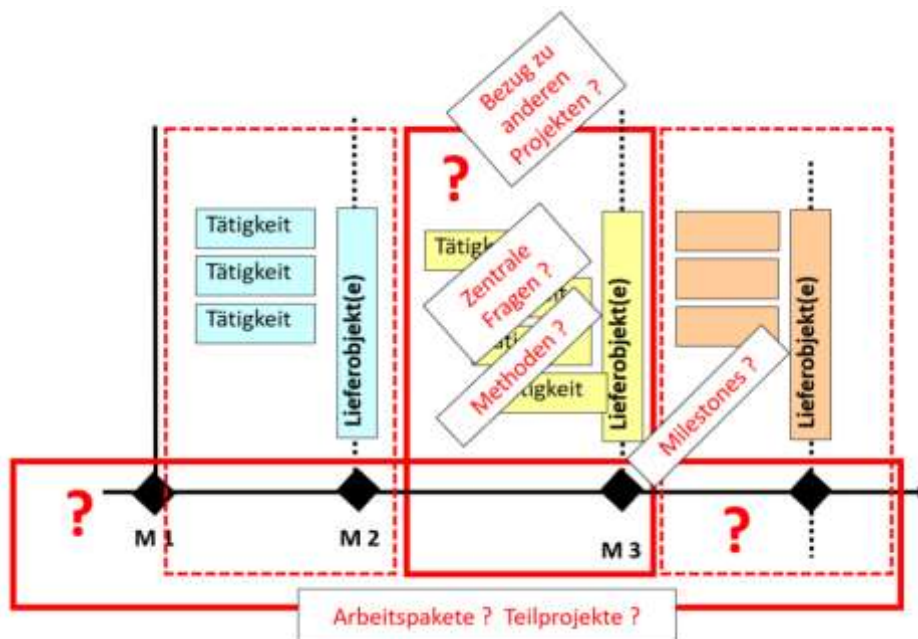 Bezug zu
anderen
Projekten ?
?
Tätigkeit
Tätigkeit
Tätigkeit
Lieferobjekt(e)
Zentrale
Fragen ?
Methoden ?
Lieferobjekt(e)
Milestones ?
Lieferobjekt(e)
?
M 1
M 2
M 3
?
Arbeitspakete ? Teilprojekte ?